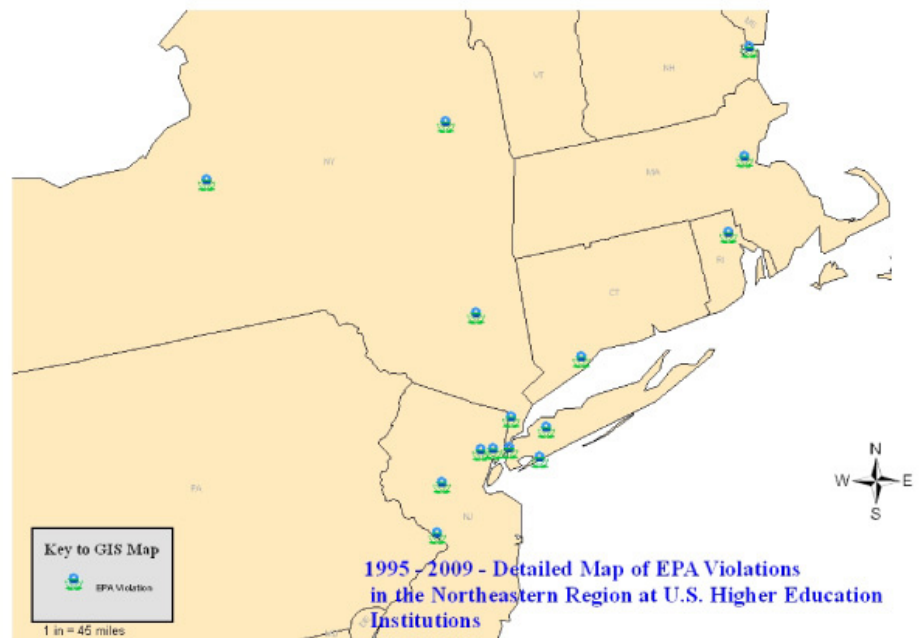 ME
VT
NH
NY
MA
RI
CT
PA
NJ
N
W E
S
Key to GIS Map
EPA Violation
1 in = 45 miles
1995 - 2009 - Detailed Map of EPA Violations
in the Northeastern Region at U.S. Higher Education
Institutions